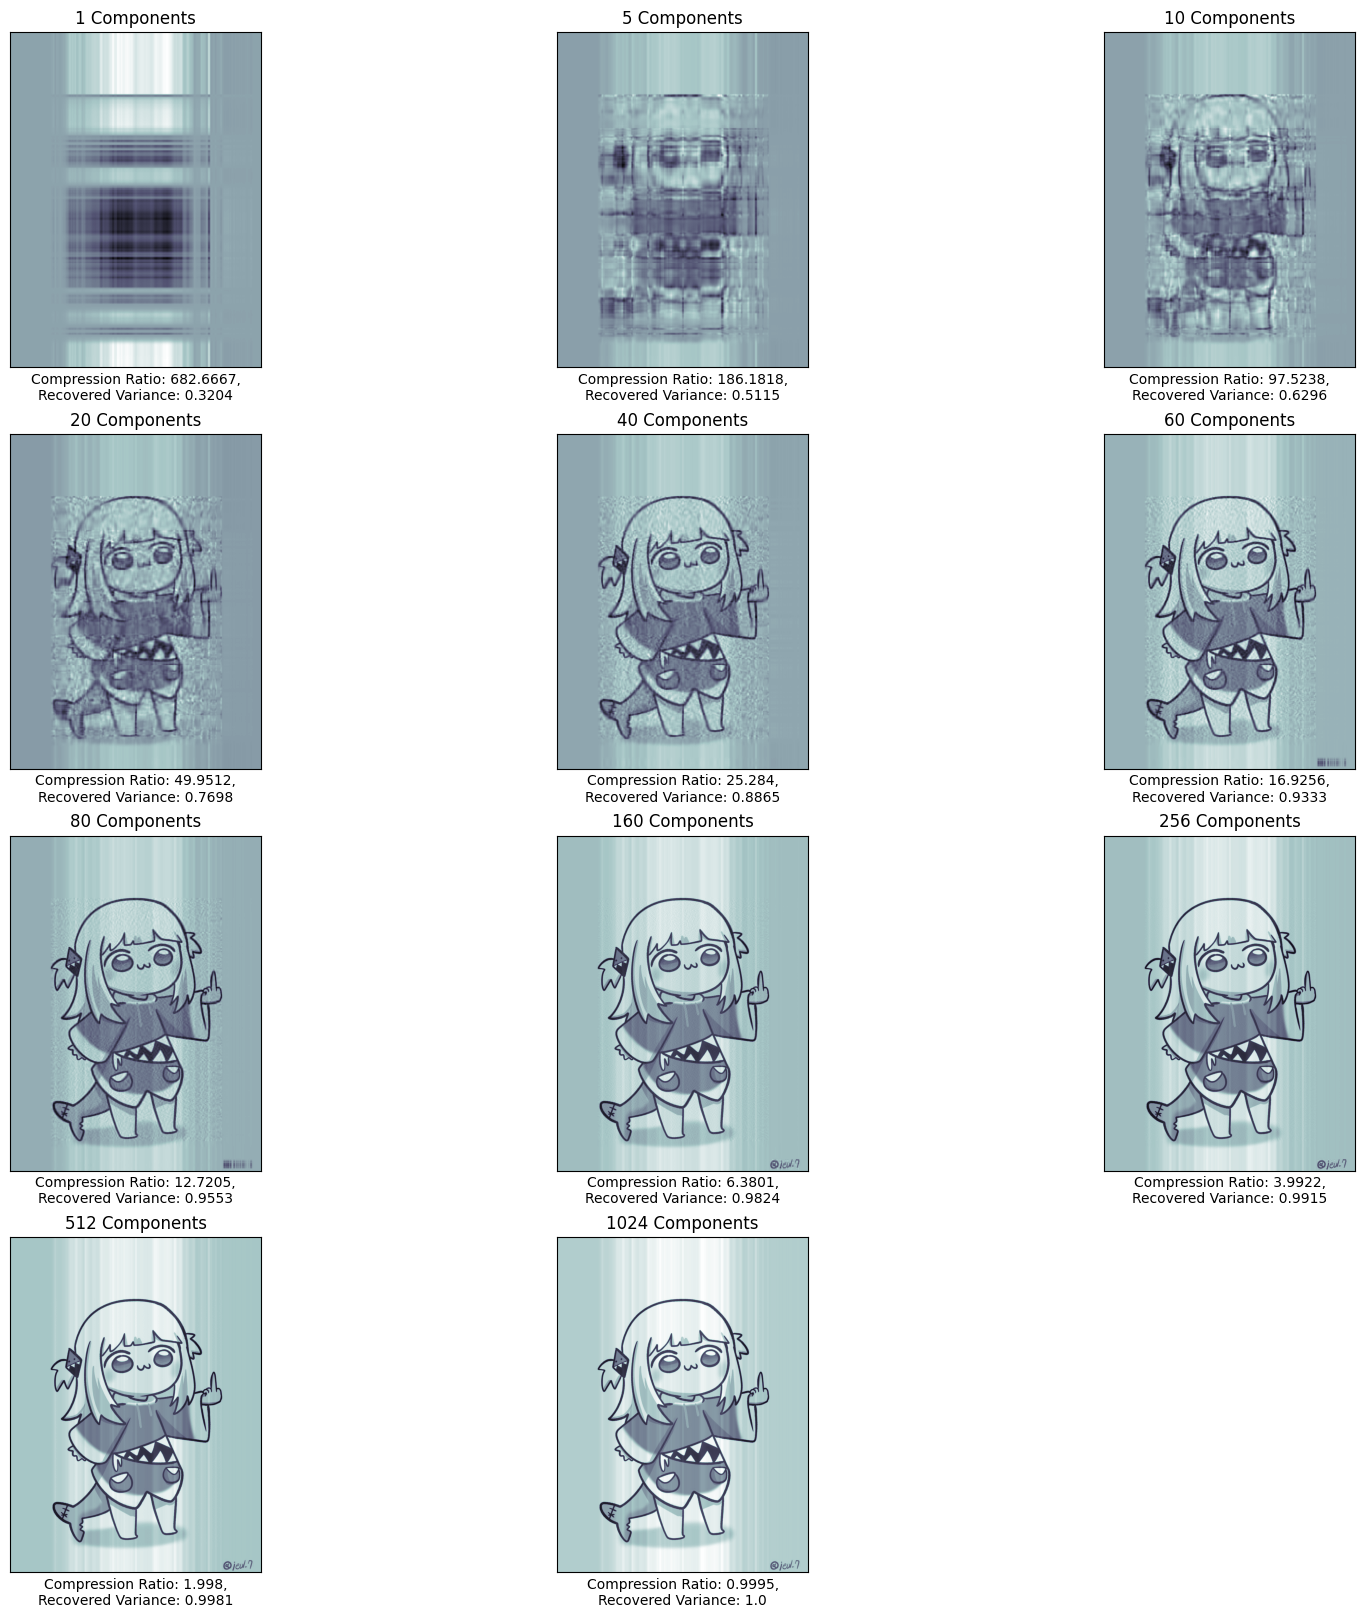 1 Components
5 Components
10 Components
Compression Ratio: 682.6667,
Recovered Variance: 0.3204
Compression Ratio: 186.1818,
Recovered Variance: 0.5115
Compression Ratio: 97.5238,
Recovered Variance: 0.6296
20 Components
40 Components
60 Components
Compression Ratio: 49.9512,
Recovered Variance: 0.7698
Compression Ratio: 25.284,
Recovered Variance: 0.8865
Compression Ratio: 16.9256,
Recovered Variance: 0.9333
80 Components
160 Components
256 Components
Compression Ratio: 12.7205,
Recovered Variance: 0.9553
Compression Ratio: 6.3801,
Recovered Variance: 0.9824
Compression Ratio: 3.9922,
Recovered Variance: 0.9915
512 Components
1024 Components
Compression Ratio: 1.998,
Recovered Variance: 0.9981
Compression Ratio: 0.9995,
Recovered Variance: 1.0